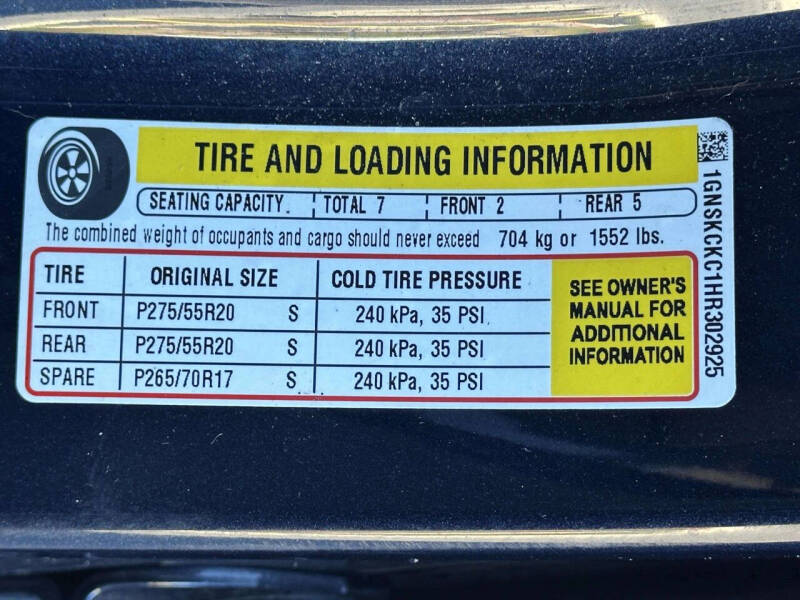 TIRE AND LOADING INFORMATION
SEATING CAPACITY TOTAL 7 FRONT 2 REAR 5
The combined weight of occupants and cargo should never exceed 704 kg or 1552 lbs.
TIRE ORIGINAL SIZE COLD TIRE PRESSURE
FRONT P275/55R20 S 240 kPa, 35 PSI
REAR P275/55R20 S 240 kPa, 35 PSI
SPARE P265/70R17 S 240 kPa, 35 PSI
SEE OWNER'S
MANUAL FOR
ADDITIONAL
INFORMATION
1GNSKCKC1HR302925